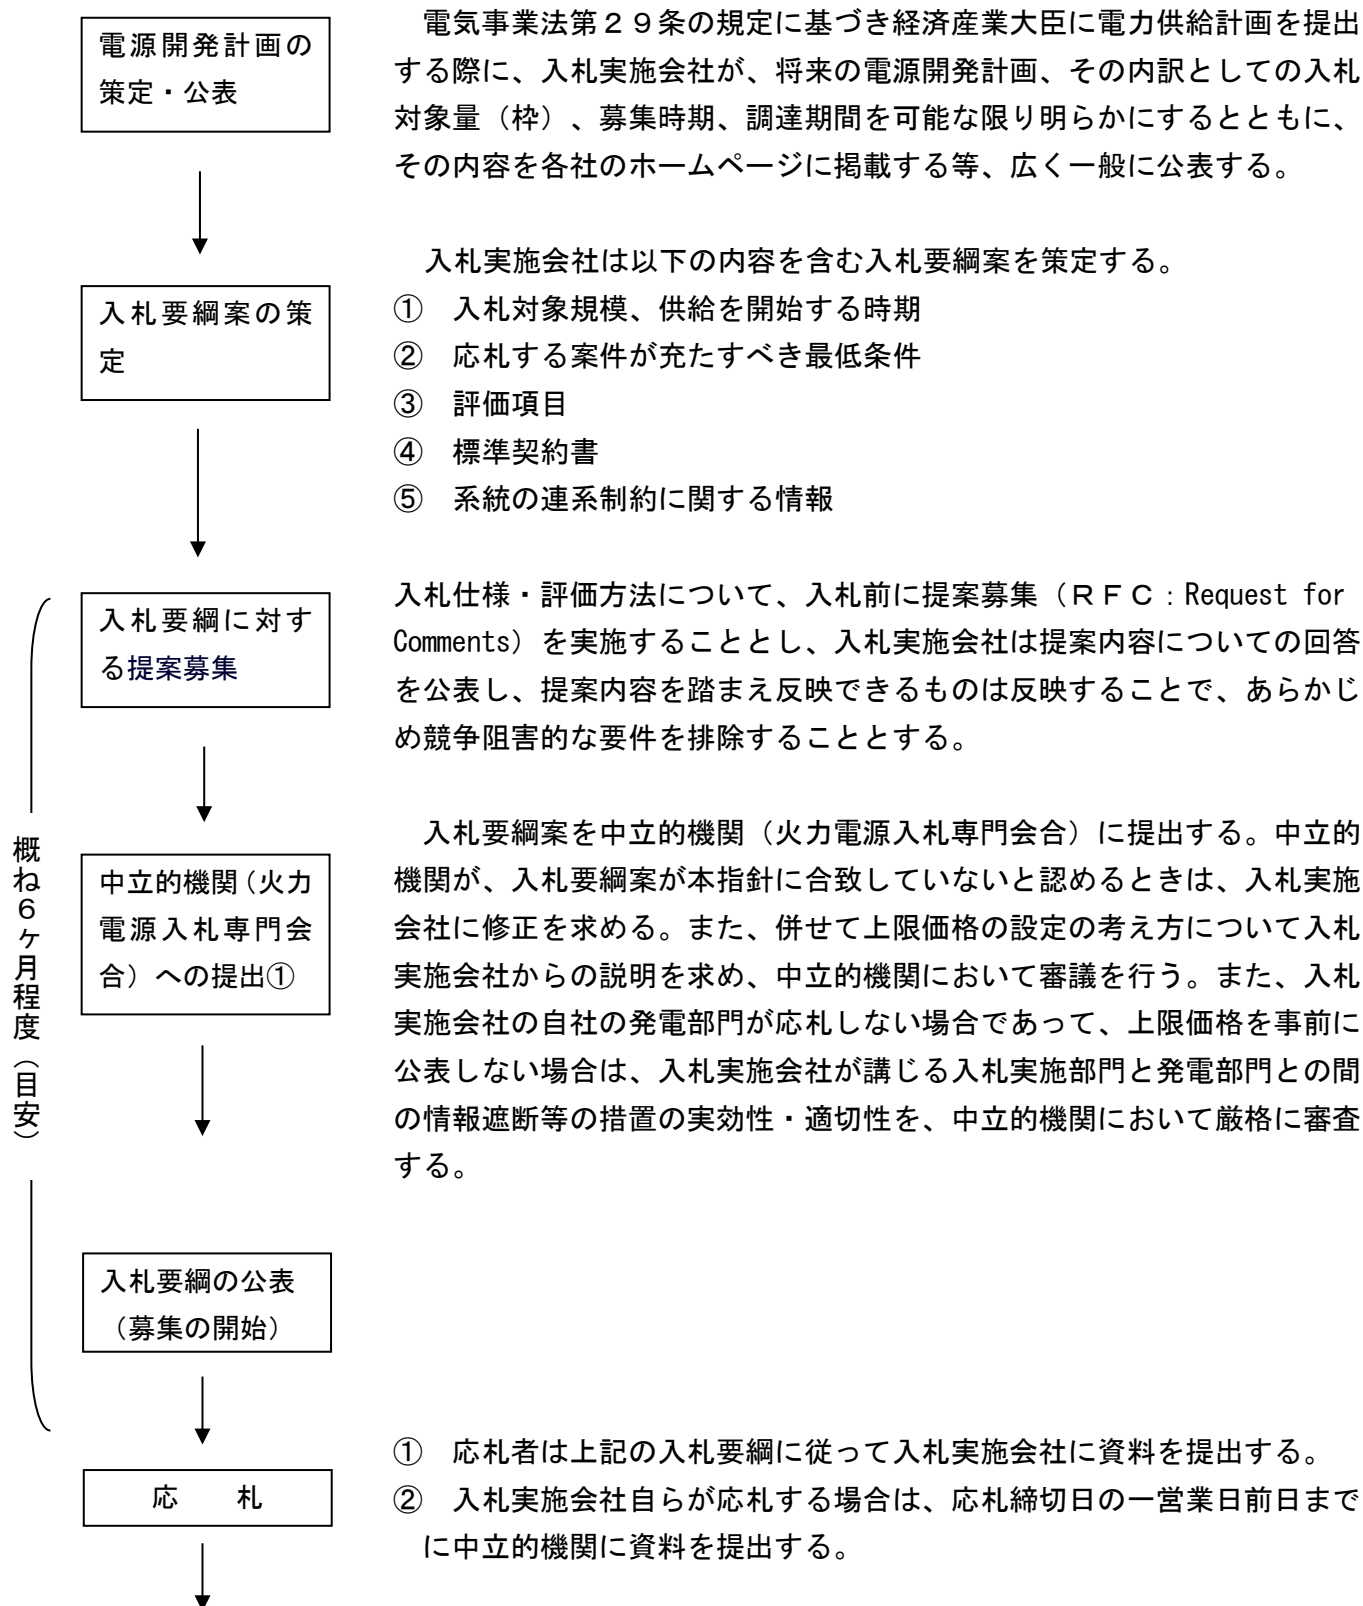 電源開発計画の
策定・公表
電気事業法第２９条の規定に基づき経済産業大臣に電力供給計画を提出
する際に、入札実施会社が、将来の電源開発計画、その内訳としての入札
対象量（枠）、募集時期、調達期間を可能な限り明らかにするとともに、
その内容を各社のホームページに掲載する等、広く一般に公表する。
入札要綱案の策
定
入札実施会社は以下の内容を含む入札要綱案を策定する。
①　入札対象規模、供給を開始する時期
②　応札する案件が充たすべき最低条件
③　評価項目
④　標準契約書
⑤　系統の連系制約に関する情報
概ね６ヶ月程度（目安）
入札要綱に対す
る提案募集
入札仕様・評価方法について、入札前に提案募集（ＲＦＣ：Request for
Comments）を実施することとし、入札実施会社は提案内容についての回答
を公表し、提案内容を踏まえ反映できるものは反映することで、あらかじ
め競争阻害的な要件を排除することとする。
中立的機関（火力
電源入札専門会
合）への提出①
入札要綱案を中立的機関（火力電源入札専門会合）に提出する。中立的
機関が、入札要綱案が本指針に合致していないと認めるときは、入札実施
会社に修正を求める。また、併せて上限価格の設定の考え方について入札
実施会社からの説明を求め、中立的機関において審議を行う。また、入札
実施会社の自社の発電部門が応札しない場合であって、上限価格を事前に
公表しない場合は、入札実施会社が講じる入札実施部門と発電部門との間
の情報遮断等の措置の実効性・適切性を、中立的機関において厳格に審査
する。
入札要綱の公表
（募集の開始）
応　　札
①　応札者は上記の入札要綱に従って入札実施会社に資料を提出する。
②　入札実施会社自らが応札する場合は、応札締切日の一営業日前日まで
に中立的機関に資料を提出する。